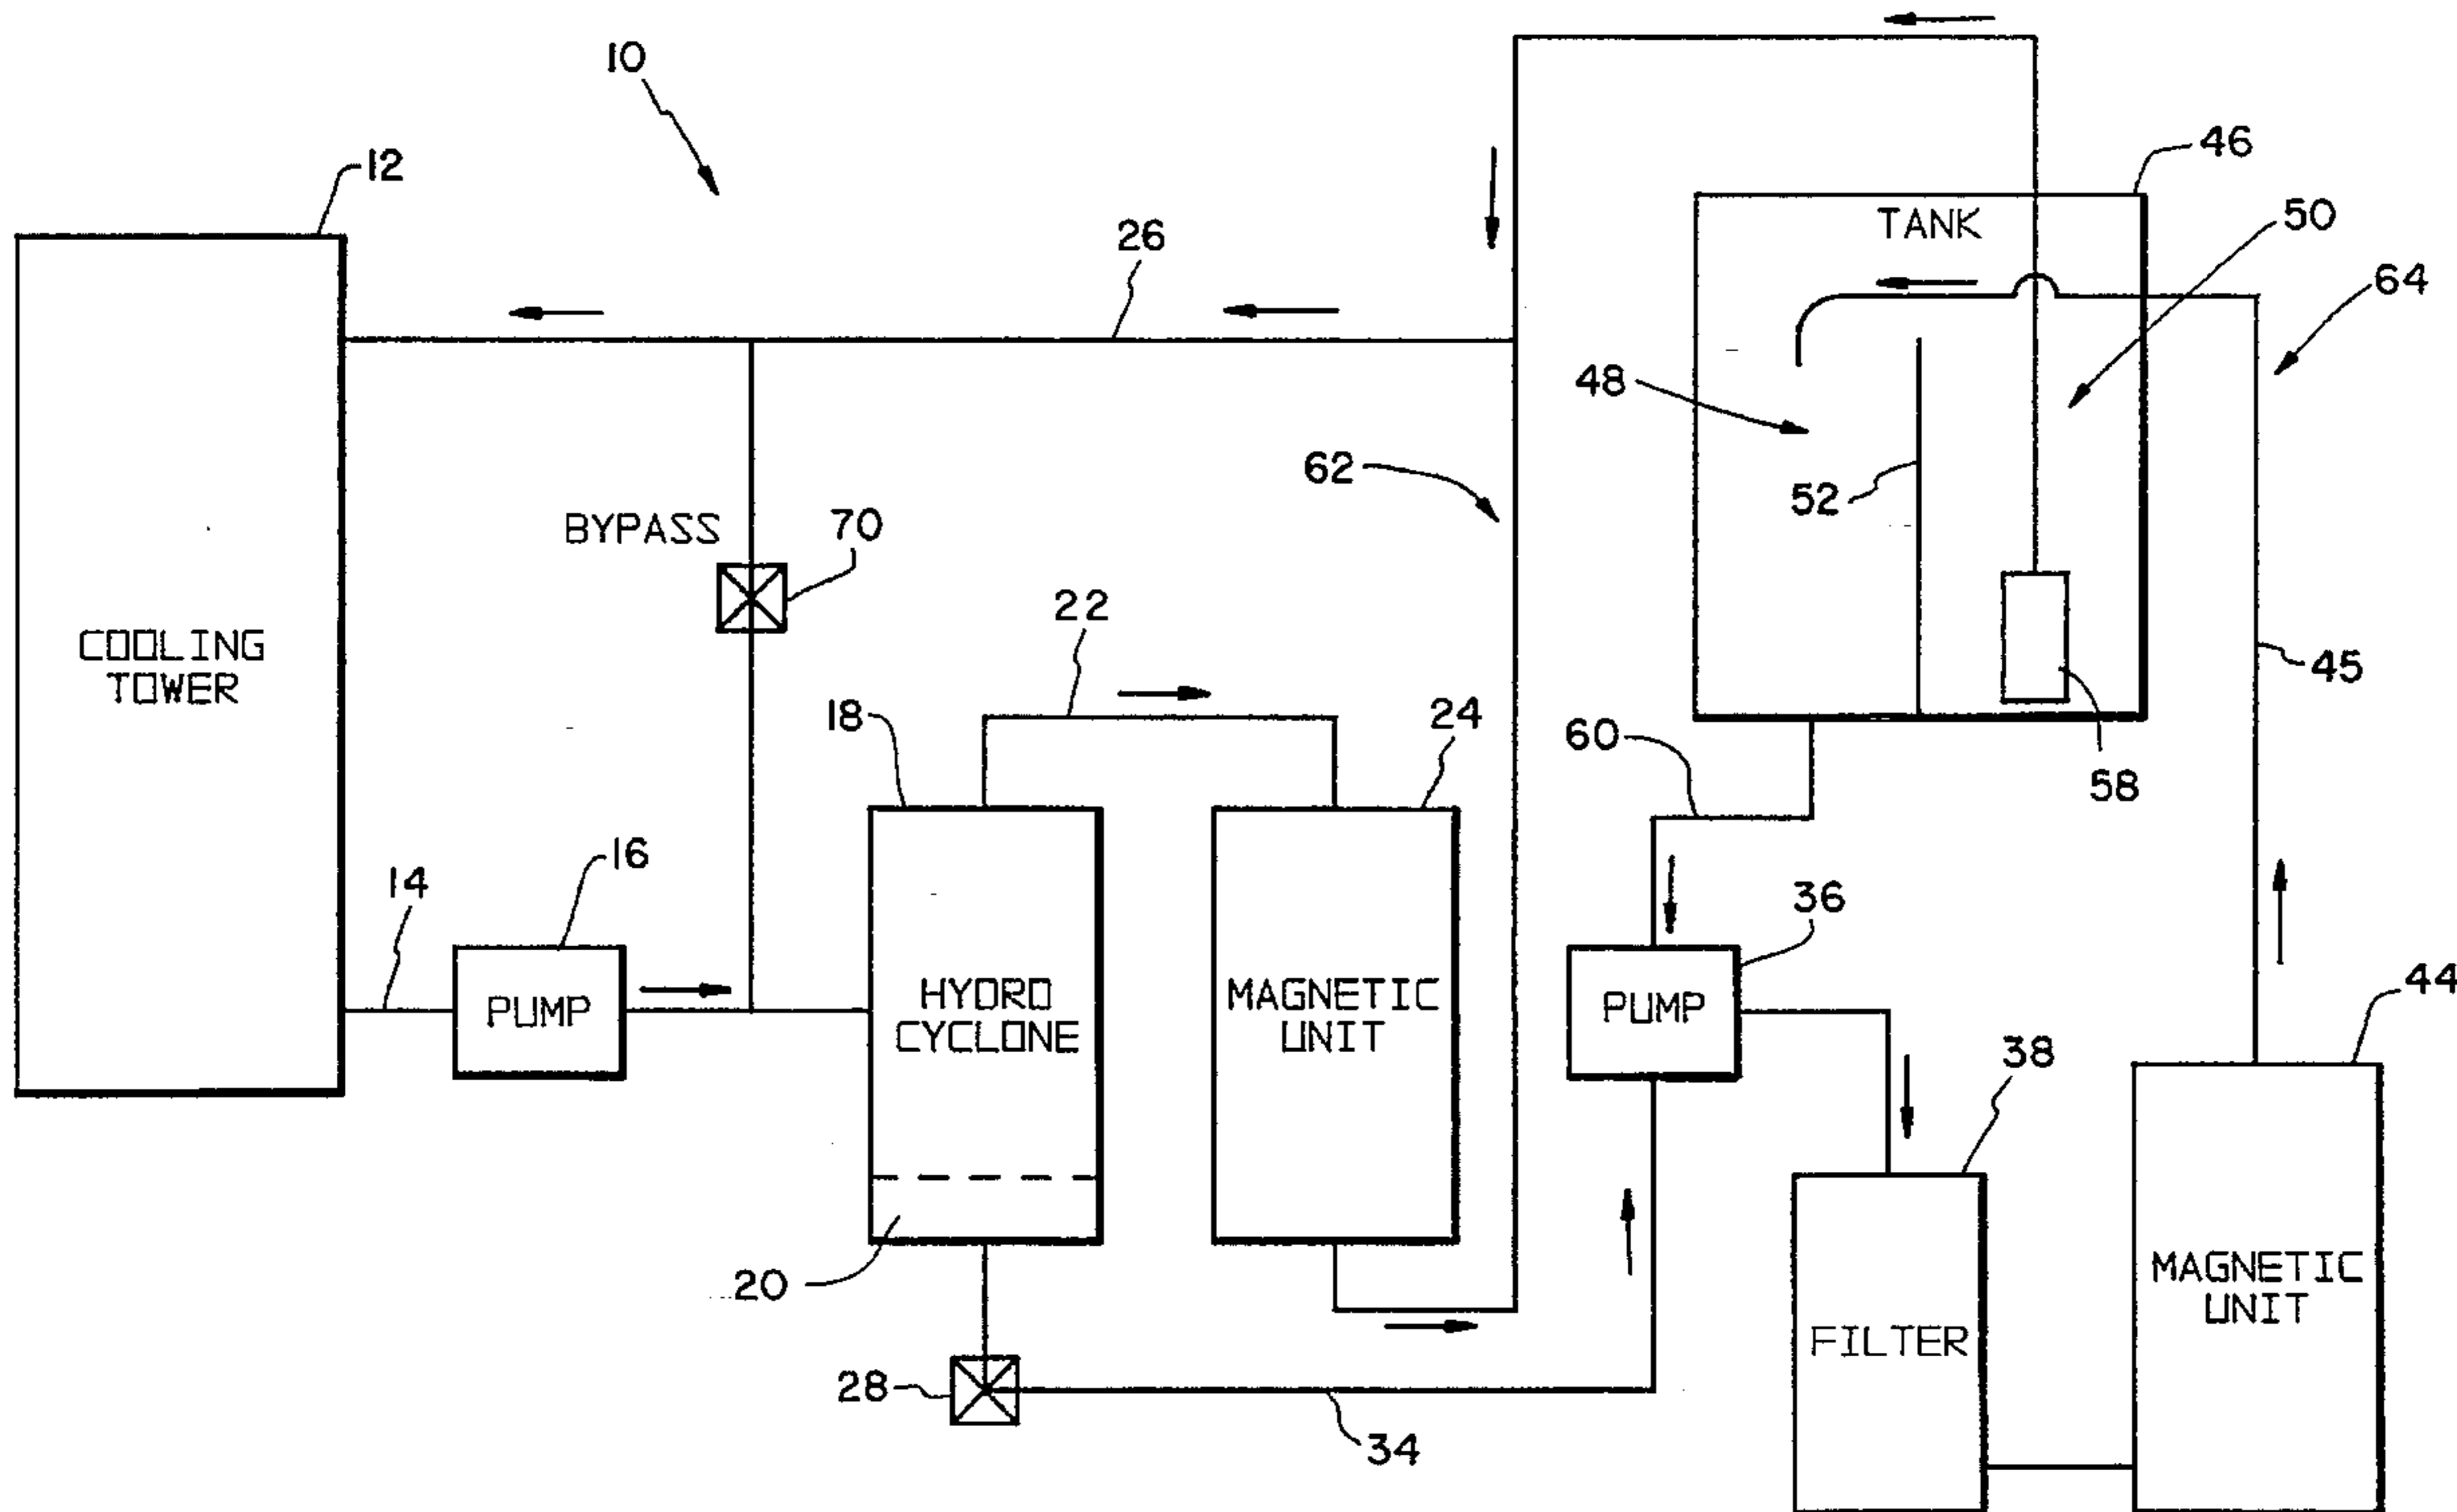 10
46
12
TANK
50
26
64
48
62
52
BYPASS
70
22
COOLING
TOWER
45
18
24
60
58
16
14
36
PUMP
HYDRO
CYCLONE
MAGNETIC
UNIT
PUMP
44
38
20
MAGNETIC
UNIT
FILTER
28
34